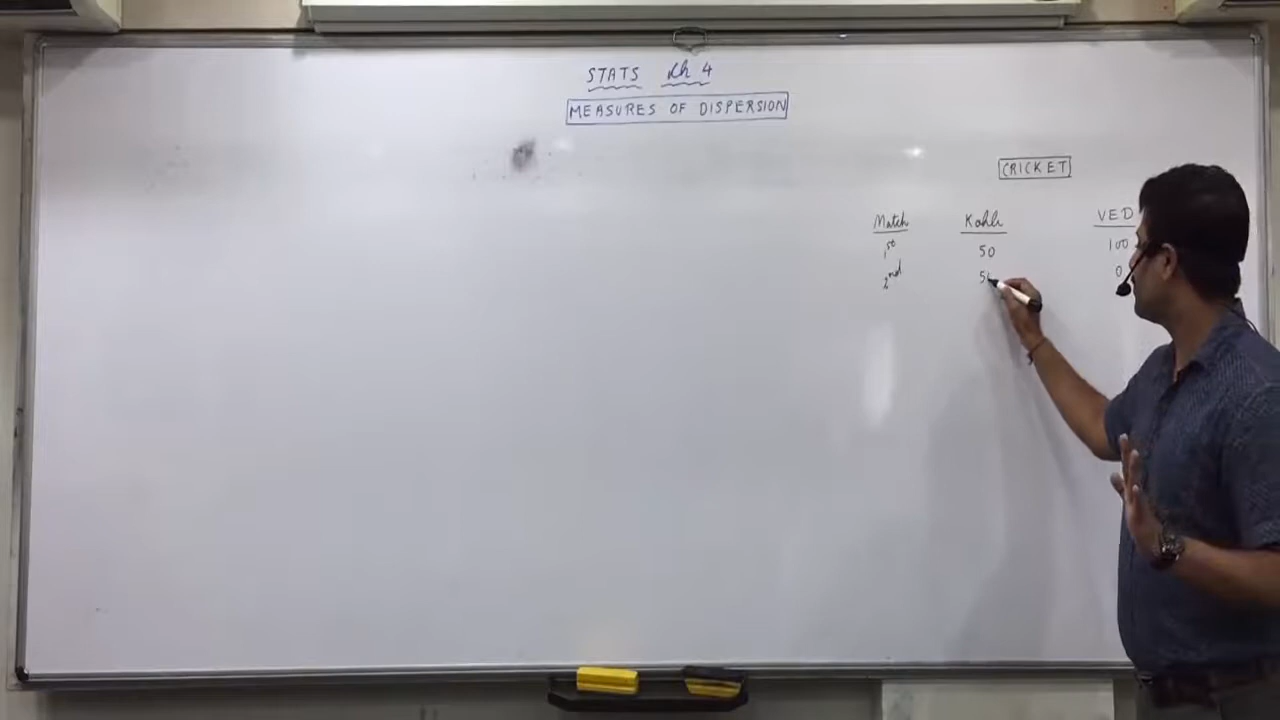 STATS Ch 4
MEASURES OF DISPERSION
CRICKET
Match Kohli VED
1st 50 100
2nd 0